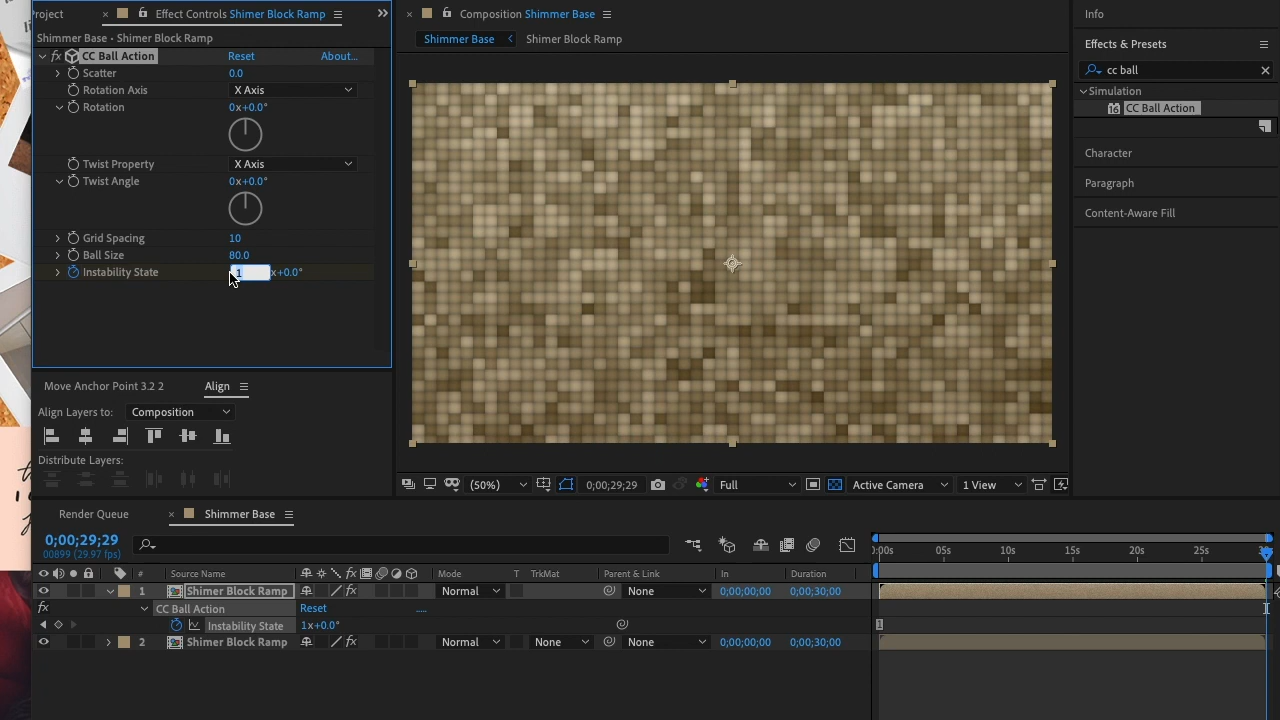 Project
Effect Controls Shimer Block Ramp
Shimmer Base • Shimer Block Ramp
fx CC Ball Action Reset About...
Scatter 0.0
Rotation Axis X Axis
Rotation 0x+0.0°
Twist Property X Axis
Twist Angle 0x+0.0°
Grid Spacing 10
Ball Size 80.0
Instability State 1 x+0.0°
Move Anchor Point 3.2 2 Align
Align Layers to: Composition
Distribute Layers:
Composition Shimmer Base
Shimmer Base Shimer Block Ramp
(50%) 0;00;29;29 Full Active Camera 1 View
Info
Effects & Presets
cc ball
Simulation
CC Ball Action
Character
Paragraph
Content-Aware Fill
Render Queue Shimmer Base
0;00;29;29
00899 (29.97 fps)
:00s 05s 10s 15s 20s 25s
# Source Name fx Mode T TrkMat Parent & Link In Duration
1 Shimer Block Ramp fx Normal None 0;00;00;00 0;00;30;00
fx CC Ball Action Reset .....
Instability State 1x+0.0°
2 Shimer Block Ramp fx Normal None None 0;00;00;00 0;00;30;00